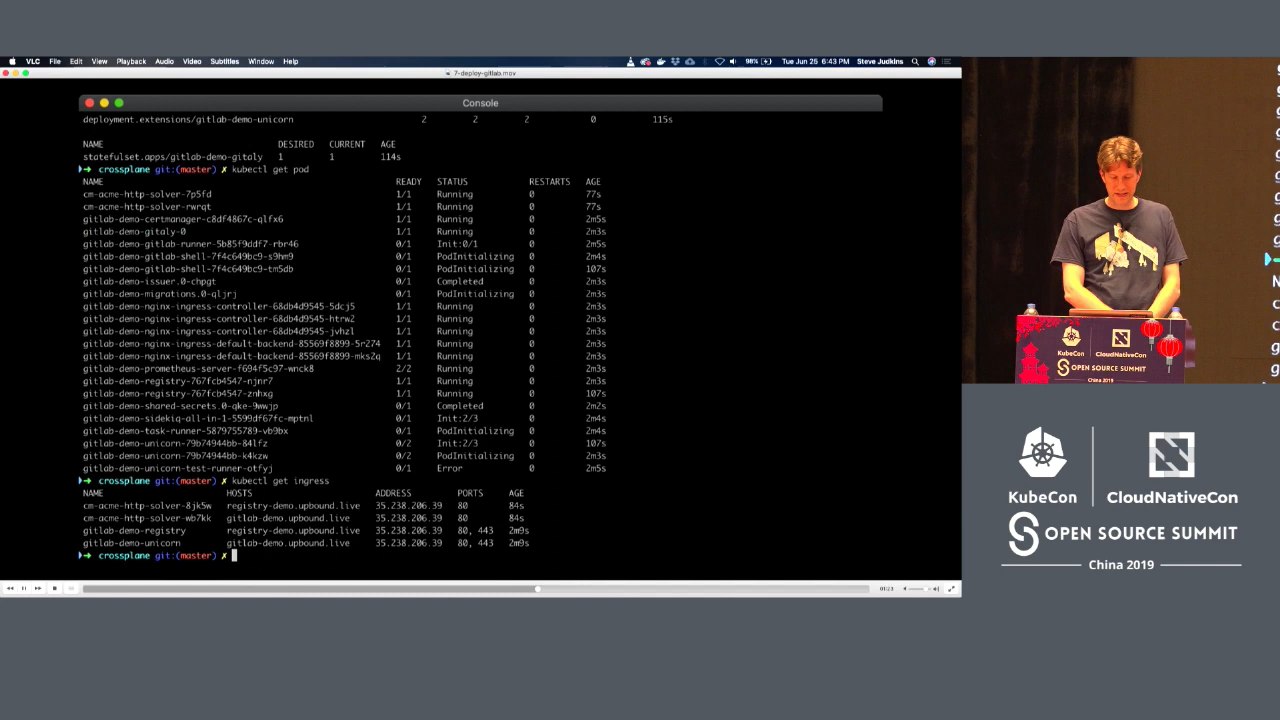 VLC File Edit View Playback Audio Video Subtitles Window Help 98% Tue Jun 25 6:43 PM Steve Judkins
7-deploy-gitlab.mov
Console
deployment.extensions/gitlab-demo-unicorn 2 2 2 0 115s
NAME DESIRED CURRENT AGE
statefulset.apps/gitlab-demo-gitaly 1 1 114s
➜ crossplane git:(master) ✗ kubectl get pod
NAME READY STATUS RESTARTS AGE
cm-acme-http-solver-7p5fd 1/1 Running 0 77s
cm-acme-http-solver-rwrqt 1/1 Running 0 77s
gitlab-demo-certmanager-c8df4867c-qlfx6 1/1 Running 0 2m5s
gitlab-demo-gitaly-0 1/1 Running 0 2m3s
gitlab-demo-gitlab-runner-5b85f9ddf7-rbr46 0/1 Init:0/1 0 2m5s
gitlab-demo-gitlab-shell-7f4c649bc9-s9hm9 0/1 PodInitializing 0 2m4s
gitlab-demo-gitlab-shell-7f4c649bc9-tm5db 0/1 PodInitializing 0 107s
gitlab-demo-issuer.0-chpgt 0/1 Completed 0 2m3s
gitlab-demo-migrations.0-qljrj 0/1 PodInitializing 0 2m3s
gitlab-demo-nginx-ingress-controller-68db4d9545-5dcj5 1/1 Running 0 2m3s
gitlab-demo-nginx-ingress-controller-68db4d9545-htrw2 1/1 Running 0 2m3s
gitlab-demo-nginx-ingress-controller-68db4d9545-jvhzl 1/1 Running 0 2m3s
gitlab-demo-nginx-ingress-default-backend-85569f8899-5r274 1/1 Running 0 2m3s
gitlab-demo-nginx-ingress-default-backend-85569f8899-mks2q 1/1 Running 0 2m3s
gitlab-demo-prometheus-server-f694f5c97-wnck8 2/2 Running 0 2m3s
gitlab-demo-registry-767fcb4547-njnr7 1/1 Running 0 2m3s
gitlab-demo-registry-767fcb4547-znhxg 1/1 Running 0 107s
gitlab-demo-shared-secrets.0-qke-9wwjp 0/1 Completed 0 2m2s
gitlab-demo-sidekiq-all-in-1-5599df67fc-mptnl 0/1 Init:2/3 0 2m3s
gitlab-demo-task-runner-5879755789-vb9bx 0/1 PodInitializing 0 2m4s
gitlab-demo-unicorn-79b74944bb-84lfz 0/2 Init:2/3 0 107s
gitlab-demo-unicorn-79b74944bb-k4kzw 0/2 PodInitializing 0 2m3s
gitlab-demo-unicorn-test-runner-otfyj 0/1 Error 0 2m5s
➜ crossplane git:(master) ✗ kubectl get ingress
NAME HOSTS ADDRESS PORTS AGE
cm-acme-http-solver-8jk5w registry-demo.upbound.live 35.238.206.39 80 84s
cm-acme-http-solver-wb7kk gitlab-demo.upbound.live 35.238.206.39 80 84s
gitlab-demo-registry registry-demo.upbound.live 35.238.206.39 80, 443 2m9s
gitlab-demo-unicorn gitlab-demo.upbound.live 35.238.206.39 80, 443 2m9s
➜ crossplane git:(master) ✗
01:23
KubeCon CloudNativeCon
OPEN SOURCE SUMMIT
China 2019
KubeCon CloudNativeCon
OPEN SOURCE SUMMIT
China 2019